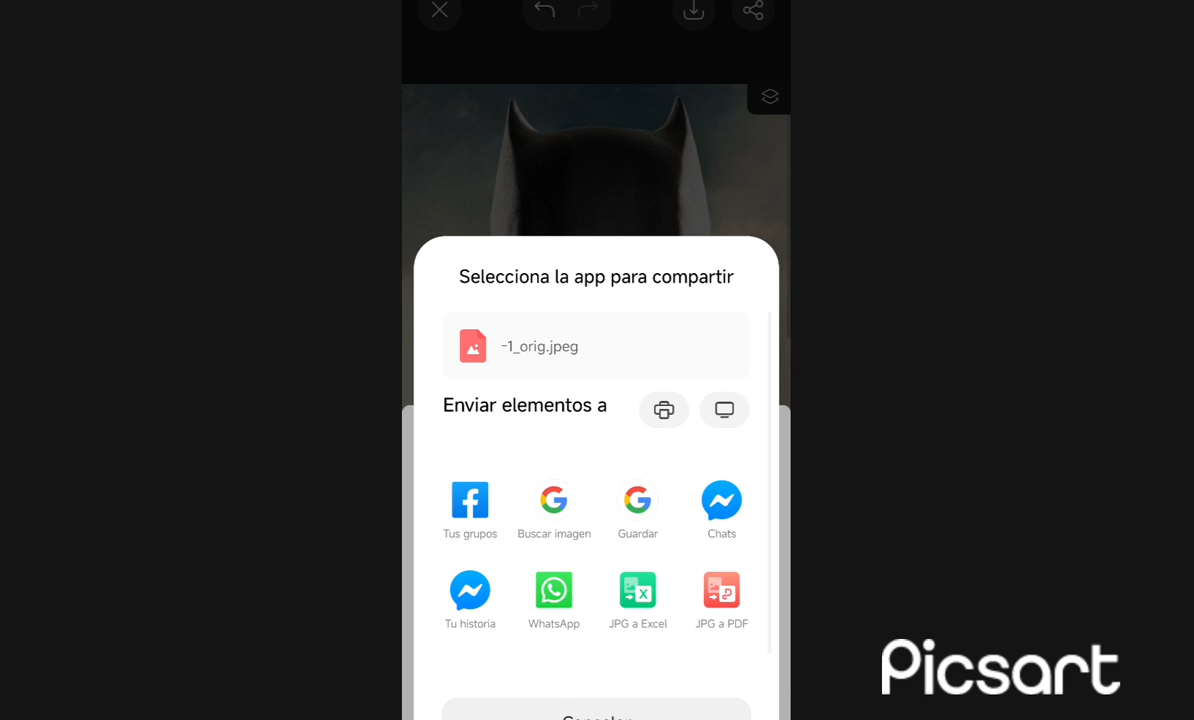 Selecciona la app para compartir
-1_orig.jpeg
Enviar elementos a
Tus grupos
Buscar imagen
Guardar
Chats
Tu historia
WhatsApp
JPG a Excel
JPG a PDF
Cancelar
Picsart